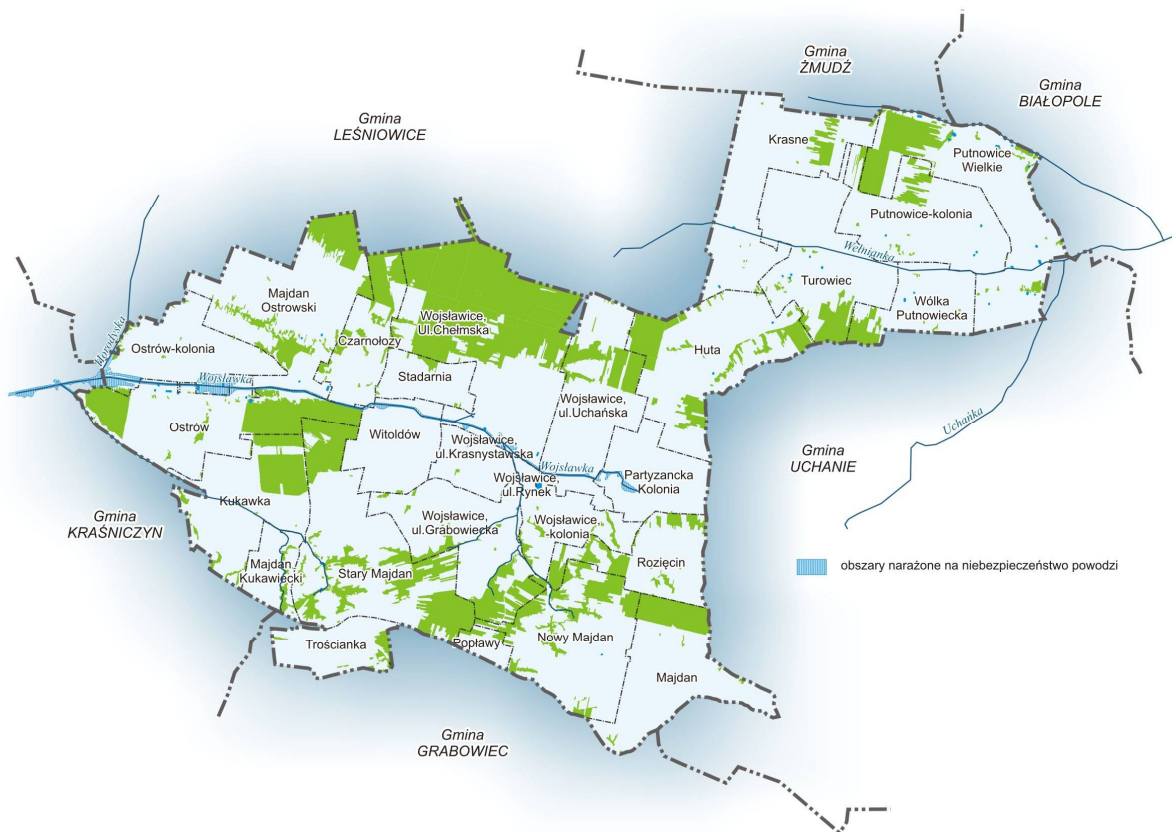 Gmina
ŻMUDŹ
Gmina
BIAŁOPOLE
Gmina
LEŚNIOWICE
Krasne
Putnowice
Wielkie
Putnowice-kolonia
Wełnianka
Turowiec
Wólka
Putnowiecka
Majdan
Ostrowski
Wojsławice,
Ul.Chełmska
Czarnołozy
Ostrów-kolonia
Huta
Stadarnia
Wojsławka
Wojsławice,
ul.Uchańska
Ostrów
Witoldów
Wojsławice,
ul.Krasnystawska
Uchańka
Wojsławka
Partyzancka
Kolonia
Gmina
UCHANIE
Wojsławice,
ul.Rynek
Kukawka
Gmina
KRAŚNICZYN
Wojsławice,
ul.Grabowiecka
Wojsławice,
-kolonia
Majdan
Kukawiecki
Stary Majdan
Rozięcin
obszary narażone na niebezpieczeństwo powodzi
Trościanka
Popławy
Nowy Majdan
Majdan
Gmina
GRABOWIEC